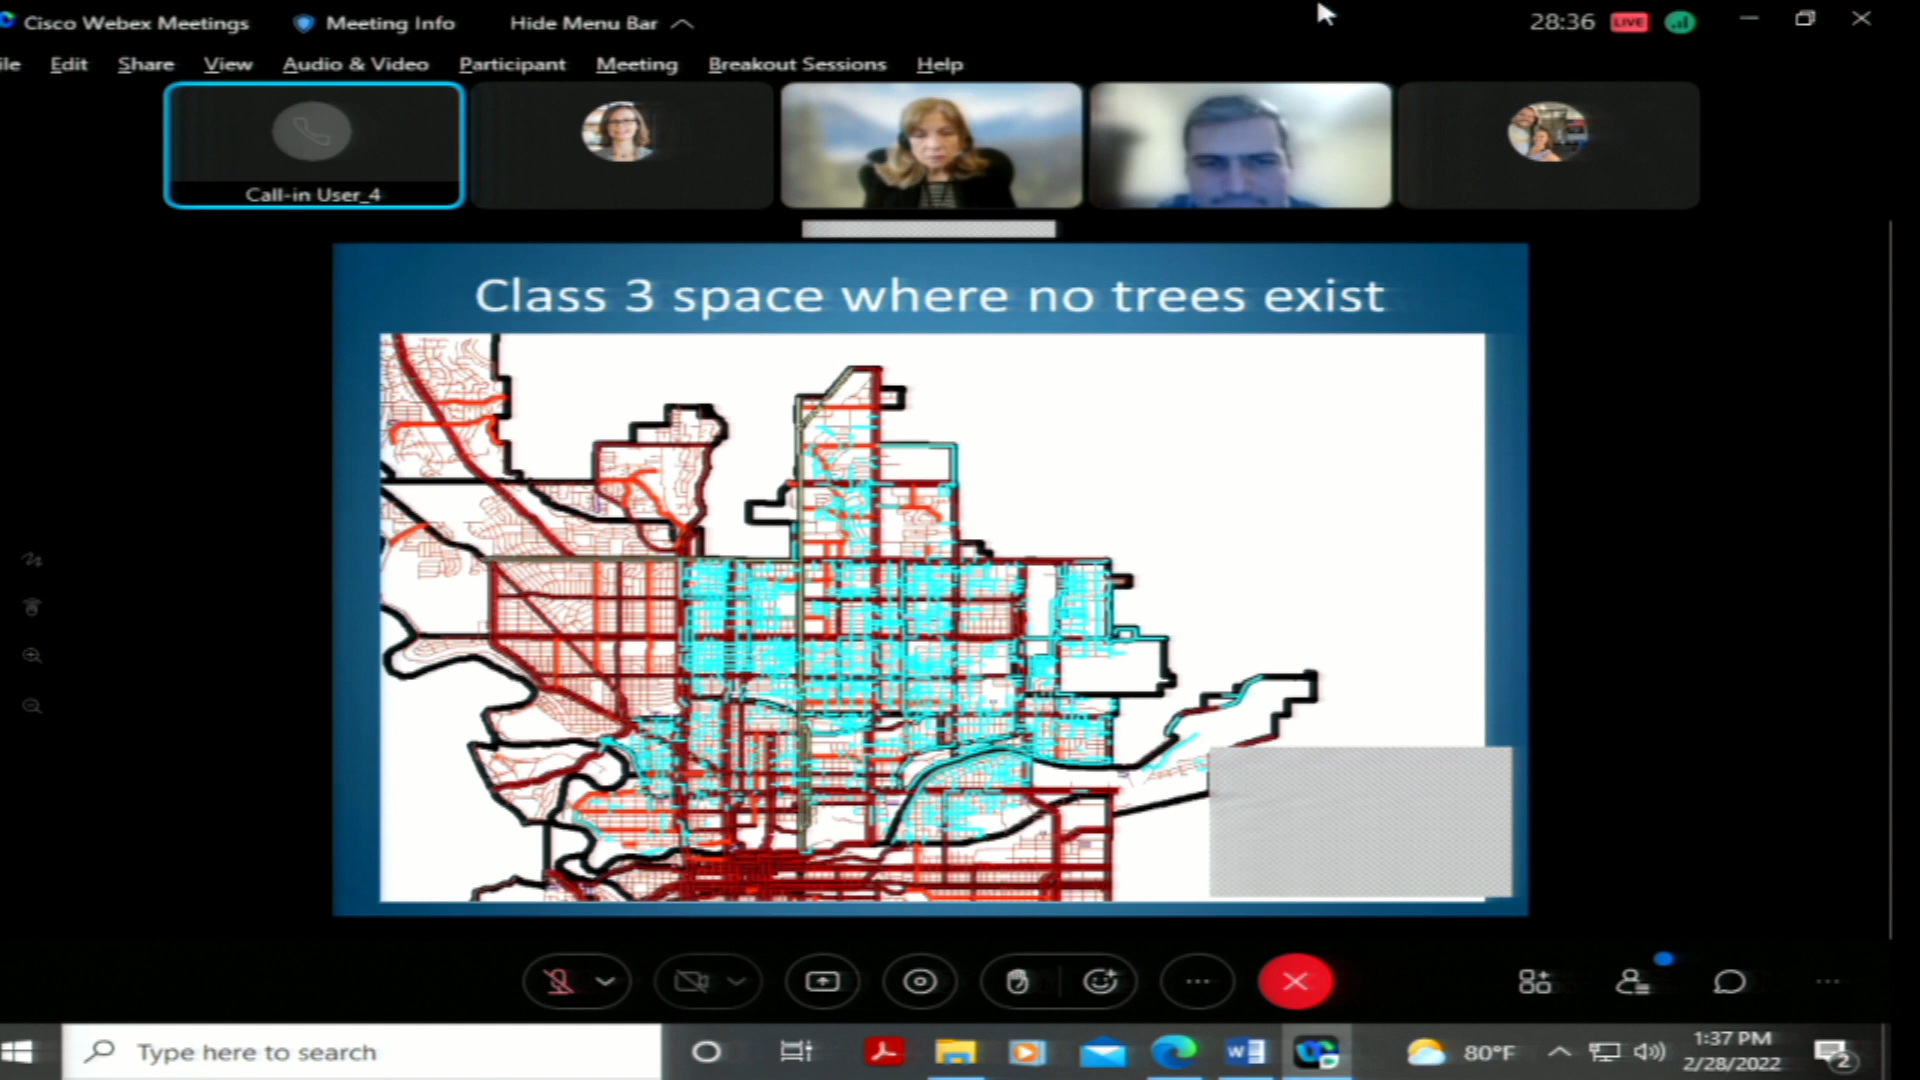 Cisco Webex Meetings Meeting Info Hide Menu Bar 28:36 LIVE
ile Edit Share View Audio & Video Participant Meeting Breakout Sessions Help
Call-in User_4
Class 3 space where no trees exist
Type here to search 80°F 1:37 PM
2/28/2022 2